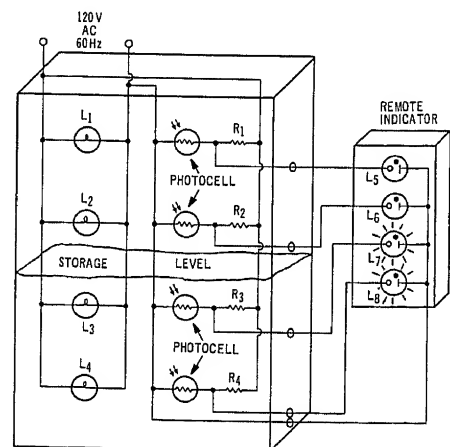 120V
AC
60Hz
L1
R1
REMOTE
INDICATOR
PHOTOCELL
L5
L2
R2
L6
STORAGE LEVEL
L7
L3
R3
L8
PHOTOCELL
L4
R4